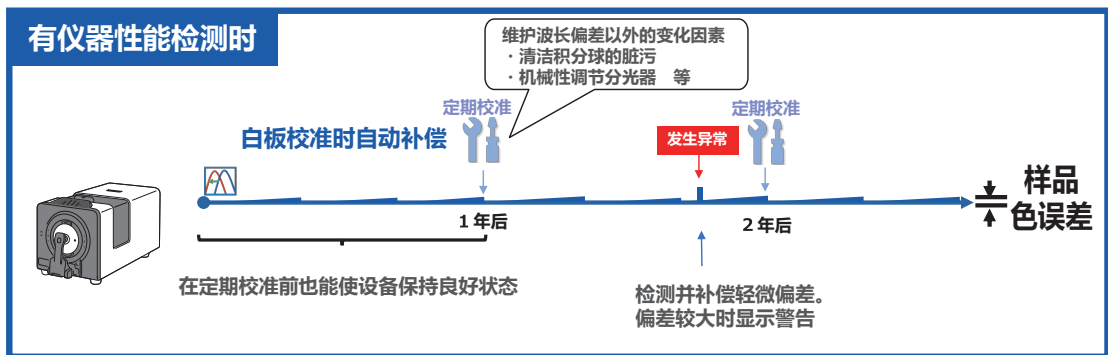 有仪器性能检测时
维护波长偏差以外的变化因素
・清洁积分球的脏污
・机械性调节分光器　等
定期校准
定期校准
白板校准时自动补偿
发生异常
样品
色误差
1 年后
2 年后
在定期校准前也能使设备保持良好状态
检测并补偿轻微偏差。
偏差较大时显示警告